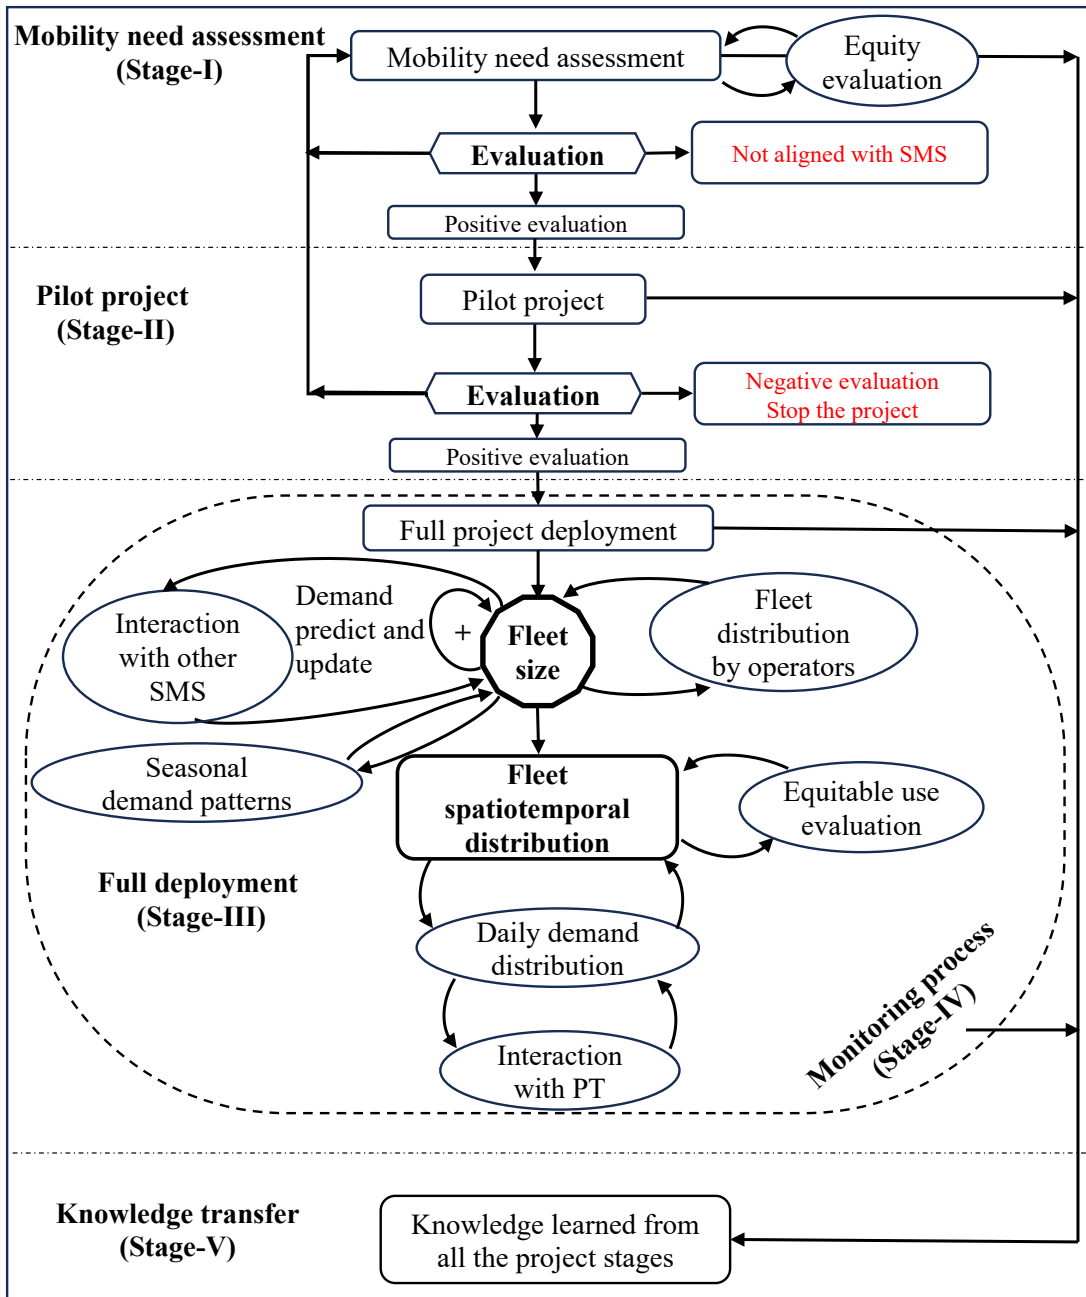 Mobility need assessment
(Stage-I)
Mobility need assessment
Equity
evaluation
Evaluation
Not aligned with SMS
Positive evaluation
Pilot project
(Stage-II)
Pilot project
Evaluation
Negative evaluation
Stop the project
Positive evaluation
Full project deployment
Interaction
with other
SMS
Demand
predict and
update
+
Fleet
size
Fleet
distribution
by operators
Seasonal
demand patterns
Fleet
spatiotemporal
distribution
Equitable use
evaluation
Full deployment
(Stage-III)
Daily demand
distribution
Interaction
with PT
Monitoring process
(Stage-IV)
Knowledge transfer
(Stage-V)
Knowledge learned from
all the project stages